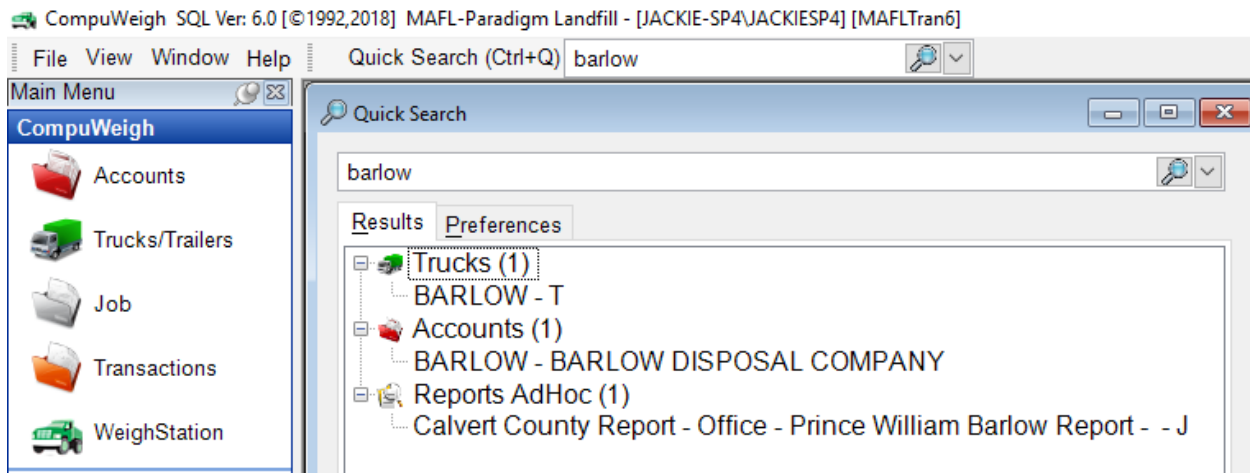 CompuWeigh SQL Ver: 6.0 [©1992,2018] MAFL-Paradigm Landfill - [JACKIE-SP4\JACKIESP4] [MAFLTran6]
File View Window Help Quick Search (Ctrl+Q) barlow
Main Menu
CompuWeigh
Accounts
Trucks/Trailers
Job
Transactions
WeighStation
Quick Search
barlow
Results Preferences
Trucks (1)
BARLOW - T
Accounts (1)
BARLOW - BARLOW DISPOSAL COMPANY
Reports AdHoc (1)
Calvert County Report - Office - Prince William Barlow Report - - J